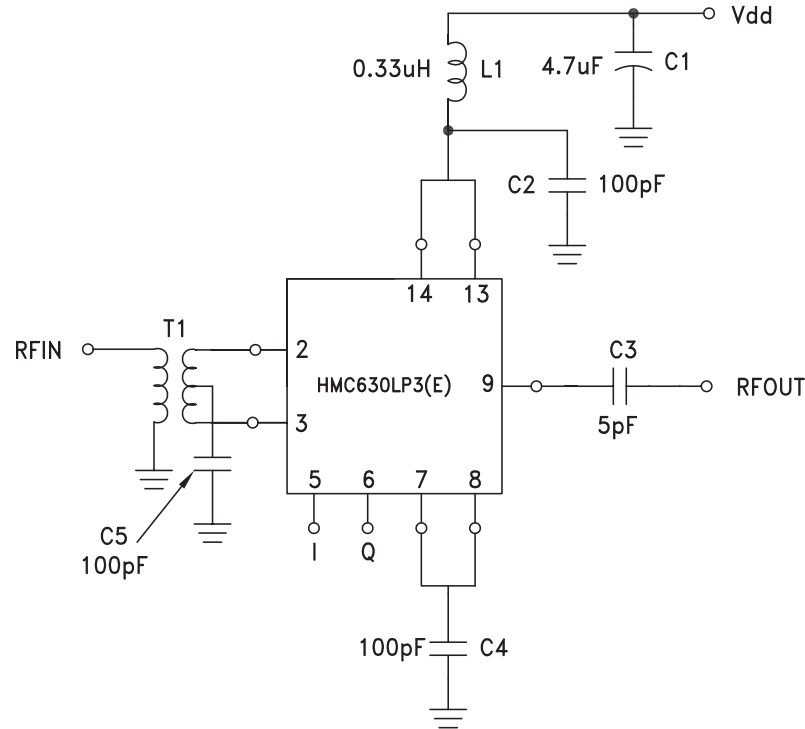 Vdd
0.33uH L1
4.7uF C1
C2 100pF
14 13
T1
RFIN
2
HMC630LP3(E)
9
C3
RFOUT
5pF
3
5 6 7 8
C5
100pF
I Q
100pF C4